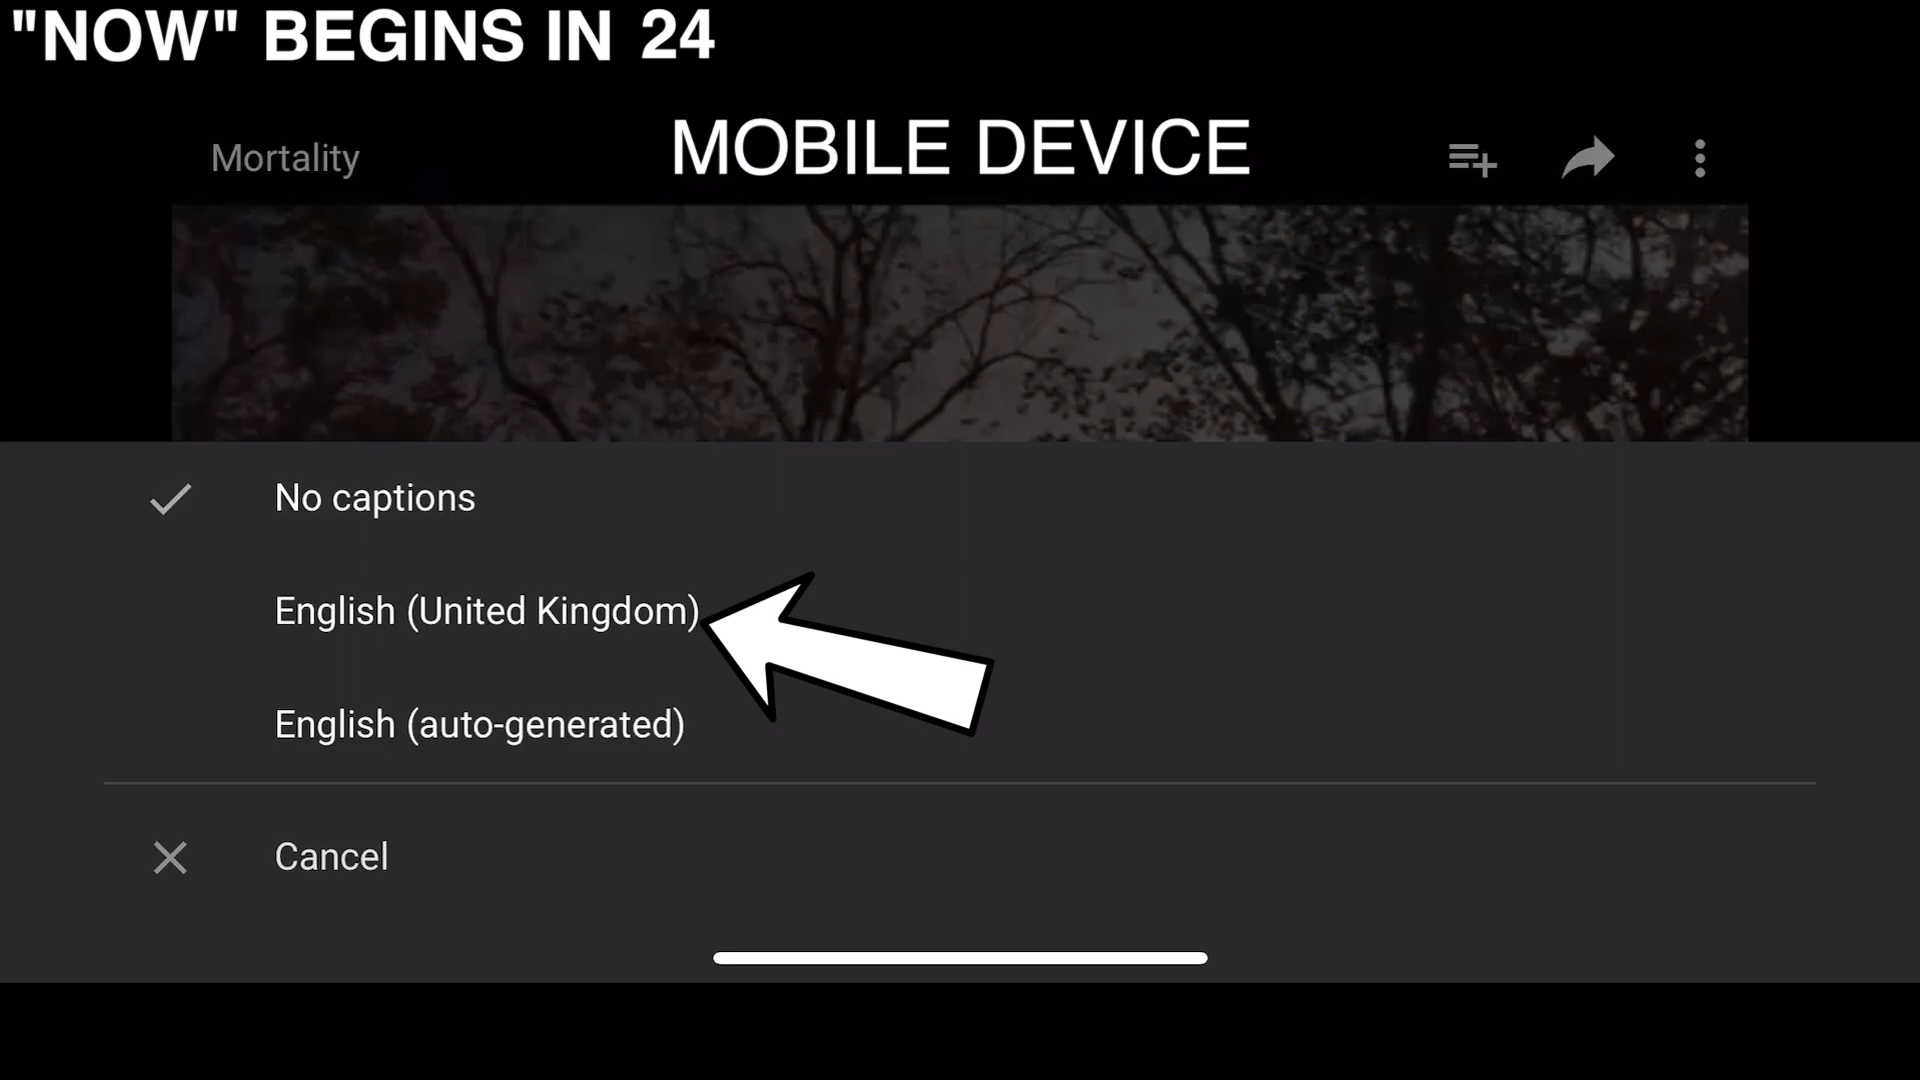 "NOW" BEGINS IN 24
MOBILE DEVICE
Mortality
No captions
English (United Kingdom)
English (auto-generated)
Cancel